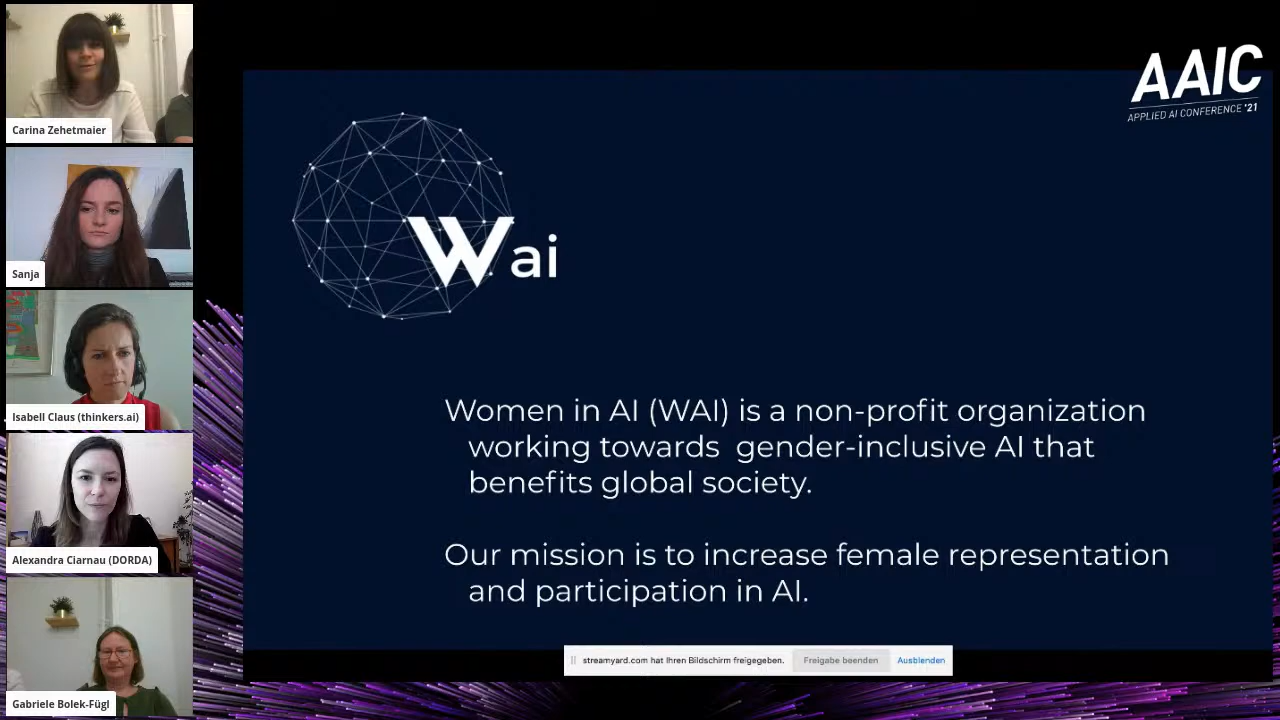 Carina Zehetmaier
Sanja
Isabell Claus (thinkers.ai)
Alexandra Ciarnau (DORDA)
Gabriele Bolek-Fügl
AAIC
APPLIED AI CONFERENCE '21
Wai
Women in AI (WAI) is a non-profit organization
working towards gender-inclusive AI that
benefits global society.
Our mission is to increase female representation
and participation in AI.
streamyard.com hat Ihren Bildschirm freigegeben.
Freigabe beenden
Ausblenden